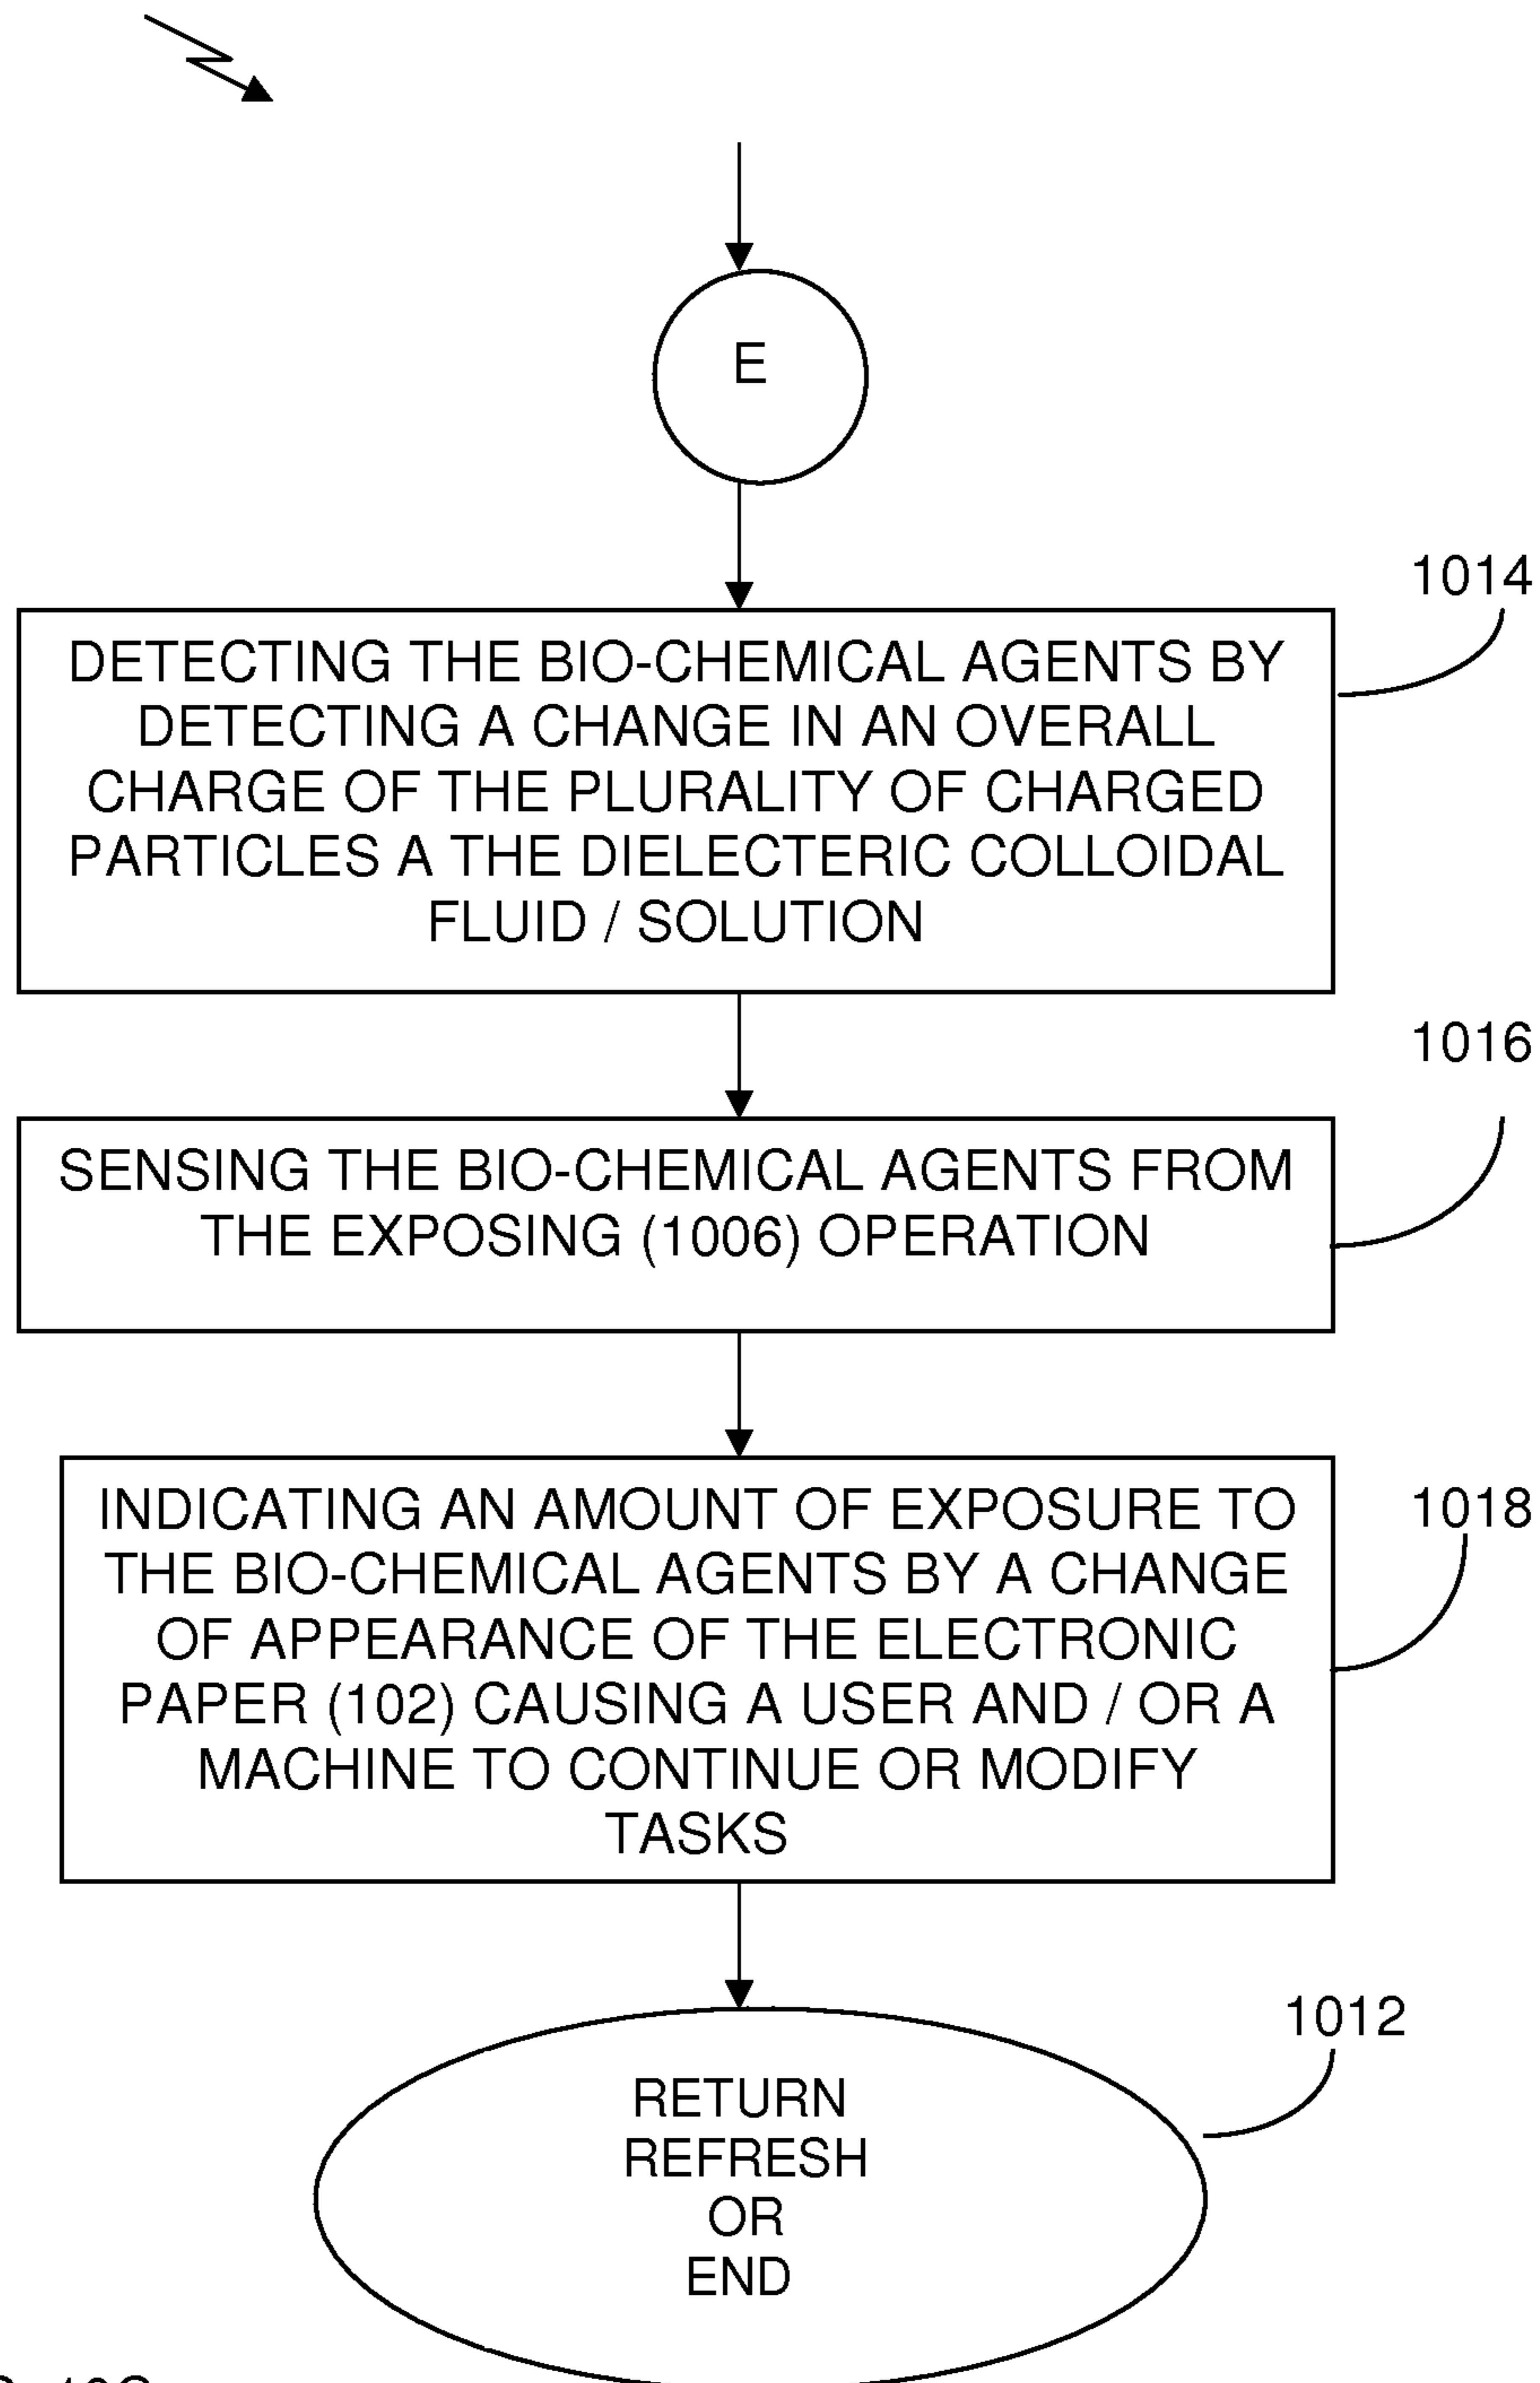 E
1014
DETECTING THE BIO-CHEMICAL AGENTS BY
DETECTING A CHANGE IN AN OVERALL
CHARGE OF THE PLURALITY OF CHARGED
PARTICLES A THE DIELECTERIC COLLOIDAL
FLUID / SOLUTION
1016
SENSING THE BIO-CHEMICAL AGENTS FROM
THE EXPOSING (1006) OPERATION
1018
INDICATING AN AMOUNT OF EXPOSURE TO
THE BIO-CHEMICAL AGENTS BY A CHANGE
OF APPEARANCE OF THE ELECTRONIC
PAPER (102) CAUSING A USER AND / OR A
MACHINE TO CONTINUE OR MODIFY
TASKS
1012
RETURN
REFRESH
OR
END